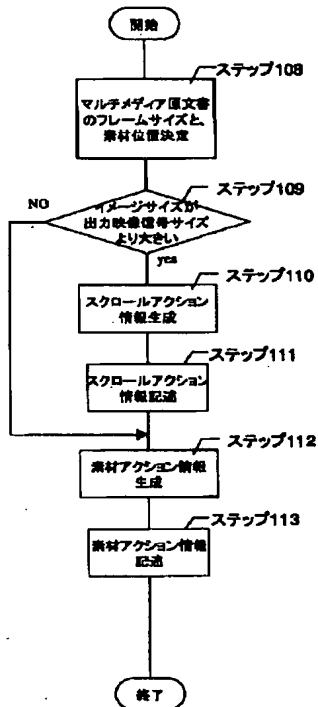 開始
ステップ108
マルチメディア原文書
のフレームサイズと、
素材位置決定
ステップ109
NO
イメージサイズが
出力映像信号サイズ
より大きい
yes
ステップ110
スクロールアクション
情報生成
ステップ111
スクロールアクション
情報記述
ステップ112
素材アクション情報
生成
ステップ113
素材アクション情報
記述
終了